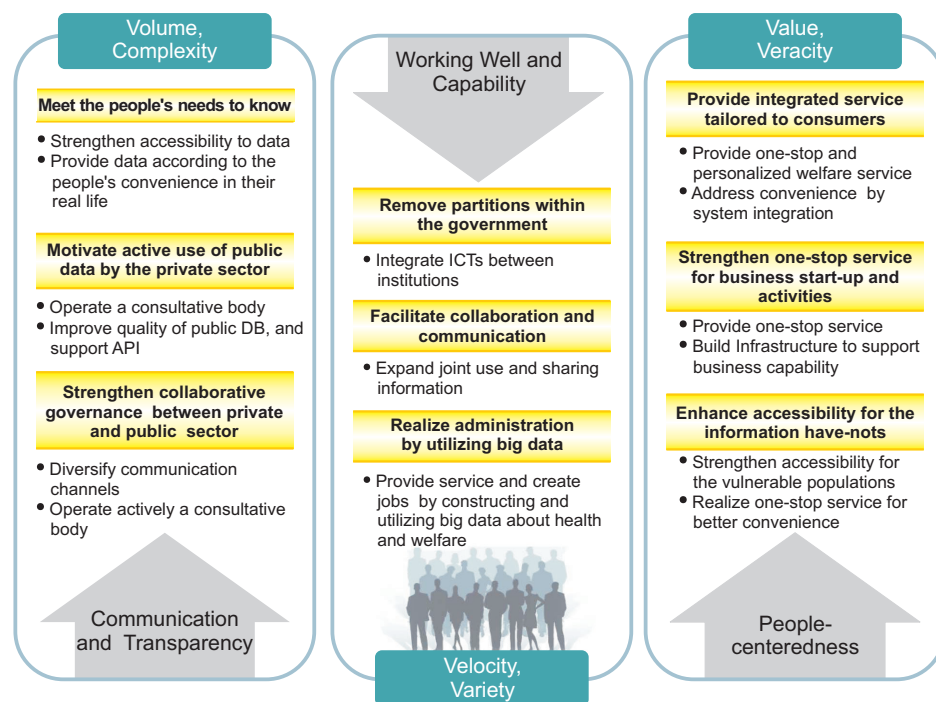 Volume,
Complexity
Meet the people's needs to know
• Strengthen accessibility to data
• Provide data according to the
people's convenience in their
real life
Motivate active use of public
data by the private sector
• Operate a consultative body
• Improve quality of public DB, and
support API
Strengthen collaborative
governance between private
and public sector
• Diversify communication
channels
• Operate actively a consultative
body
Communication
and Transparency
Working Well and
Capability
Remove partitions within
the government
• Integrate ICTs between
institutions
Facilitate collaboration and
communication
• Expand joint use and sharing
information
Realize administration
by utilizing big data
• Provide service and create
jobs by constructing and
utilizing big data about health
and welfare
Velocity,
Variety
Value,
Veracity
Provide integrated service
tailored to consumers
• Provide one-stop and
personalized welfare service
• Address convenience by
system integration
Strengthen one-stop service
for business start-up and
activities
• Provide one-stop service
• Build Infrastructure to support
business capability
Enhance accessibility for the
information have-nots
• Strengthen accessibility for
the vulnerable populations
• Realize one-stop service for
better convenience
People-
centeredness